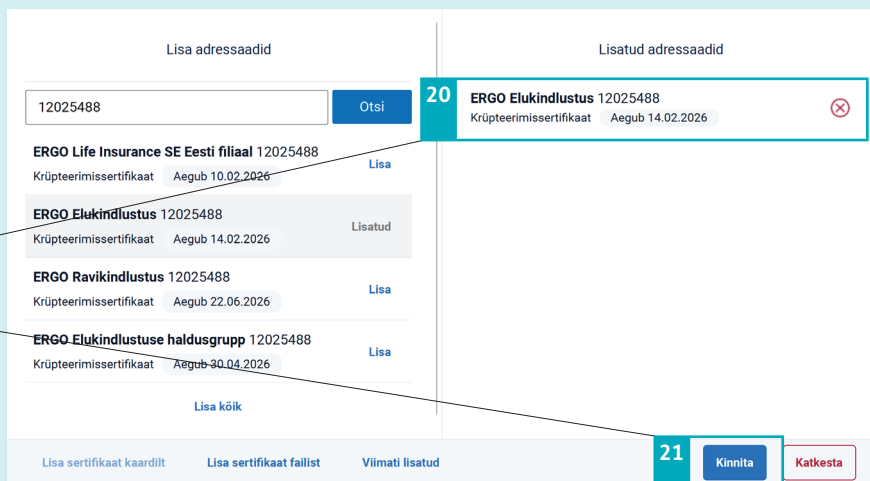 Lisa adressaadid
12025488
Otsi
ERGO Life Insurance SE Eesti filiaal 12025488
Krüpteerimissertifikaat Aegub 10.02.2026
Lisa
ERGO Elukindlustus 12025488
Krüpteerimissertifikaat Aegub 14.02.2026
Lisatud
ERGO Ravikindlustus 12025488
Krüpteerimissertifikaat Aegub 22.06.2026
Lisa
ERGO Elukindlustuse haldusgrupp 12025488
Krüpteerimissertifikaat Aegub 30.04.2026
Lisa
Lisa kõik
Lisatud adressaadid
20
ERGO Elukindlustus 12025488
Krüpteerimissertifikaat Aegub 14.02.2026
Lisa sertifikaat kaardilt Lisa sertifikaat failist Viimati lisatud
21
Kinnita
Katkesta